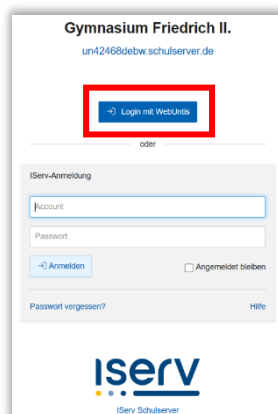 Gymnasium Friedrich II.
un42468debw.schulserver.de
Login mit WebUntis
oder
IServ-Anmeldung
Account
Passwort
Anmelden
Angemeldet bleiben
Passwort vergessen? Hilfe
ISERV
IServ Schulserver